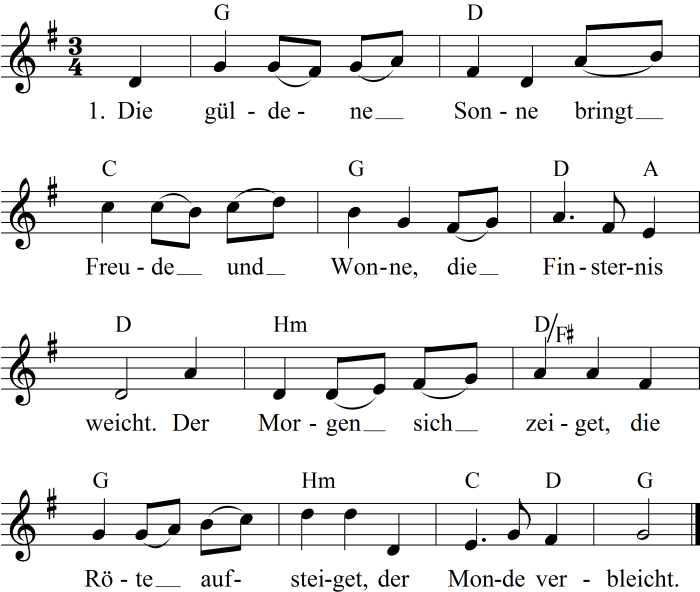 G D
3
4
1. Die gül - de - ne__ Son - ne bringt__
C G D A
Freu - de__ und__ Won-ne, die__ Fin-ster-nis
D Hm D/F#
weicht. Der Mor - gen__ sich__ zei - get, die
G Hm C D G
Rö - te__ auf- stei-get, der Mon-de ver - bleicht.